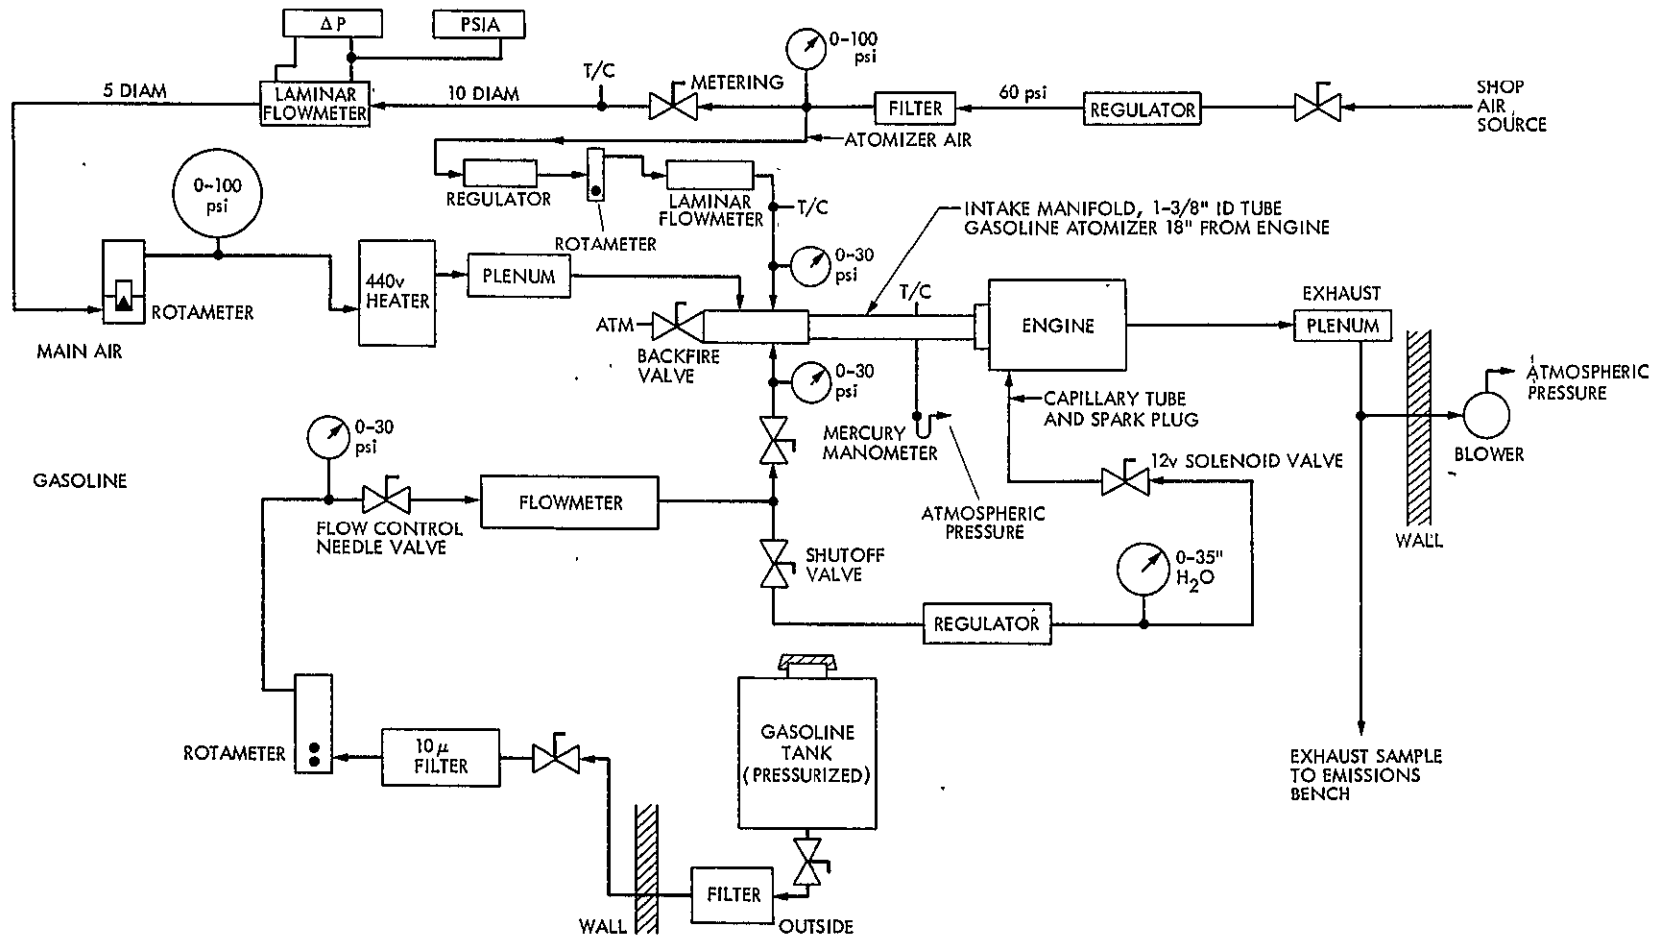 ΔP
PSIA
0-100
psi
T/C
METERING
5 DIAM
LAMINAR
FLOWMETER
10 DIAM
FILTER
60 psi
REGULATOR
SHOP
AIR
SOURCE
ATOMIZER AIR
0-100
psi
REGULATOR
ROTAMETER
LAMINAR
FLOWMETER
T/C
INTAKE MANIFOLD, 1-3/8" ID TUBE
GASOLINE ATOMIZER 18" FROM ENGINE
ROTAMETER
MAIN AIR
440v
HEATER
PLENUM
0-30
psi
T/C
ATM
BACKFIRE
VALVE
ENGINE
EXHAUST
PLENUM
0-30
psi
CAPILLARY TUBE
AND SPARK PLUG
ATMOSPHERIC
PRESSURE
BLOWER
WALL
MERCURY
MANOMETER
ATMOSPHERIC
PRESSURE
12v SOLENOID VALVE
GASOLINE
0-30
psi
FLOW CONTROL
NEEDLE VALVE
FLOWMETER
SHUTOFF
VALVE
0-35"
H2O
REGULATOR
ROTAMETER
10 μ
FILTER
GASOLINE
TANK
(PRESSURIZED)
EXHAUST SAMPLE
TO EMISSIONS
BENCH
WALL
FILTER
OUTSIDE